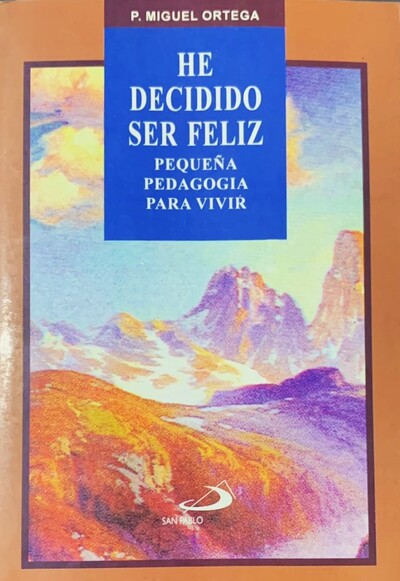 P. MIGUEL ORTEGA
HE
DECIDIDO
SER FELIZ
PEQUEÑA
PEDAGOGIA
PARA VIVIR
SAN PABLO